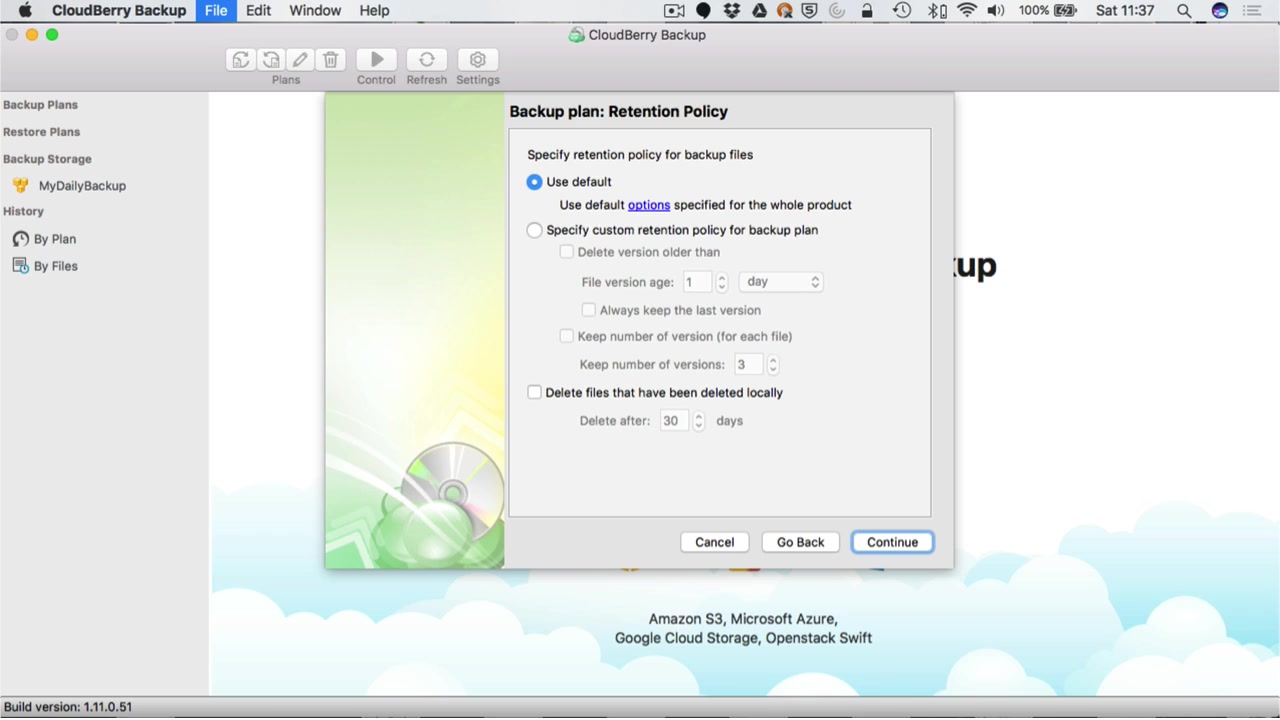 CloudBerry Backup File Edit Window Help 100% Sat 11:37
CloudBerry Backup
Plans Control Refresh Settings
Backup Plans
Restore Plans
Backup Storage
MyDailyBackup
History
By Plan
By Files
Backup plan: Retention Policy
Specify retention policy for backup files
Use default
Use default options specified for the whole product
Specify custom retention policy for backup plan
Delete version older than
File version age: 1 day
Always keep the last version
Keep number of version (for each file)
Keep number of versions: 3
Delete files that have been deleted locally
Delete after: 30 days
Cancel Go Back Continue
kup
Amazon S3, Microsoft Azure,
Google Cloud Storage, Openstack Swift
Build version: 1.11.0.51